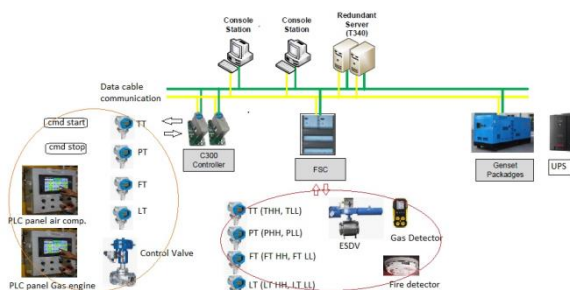 Console
Station
Console
Station
Redundant
Server
(T340)
Data cable
communication
cmd start
cmd stop
TT
PT
FT
LT
C300
Controller
FSC
Genset
Packadges
UPS
PLC panel air comp.
PLC panel Gas engine
Control Valve
TT (THH, TLL)
PT (PHH, PLL)
FT (FT HH, FT LL)
LT (LT HH, LT LL)
ESDV
Gas Detector
Fire detector